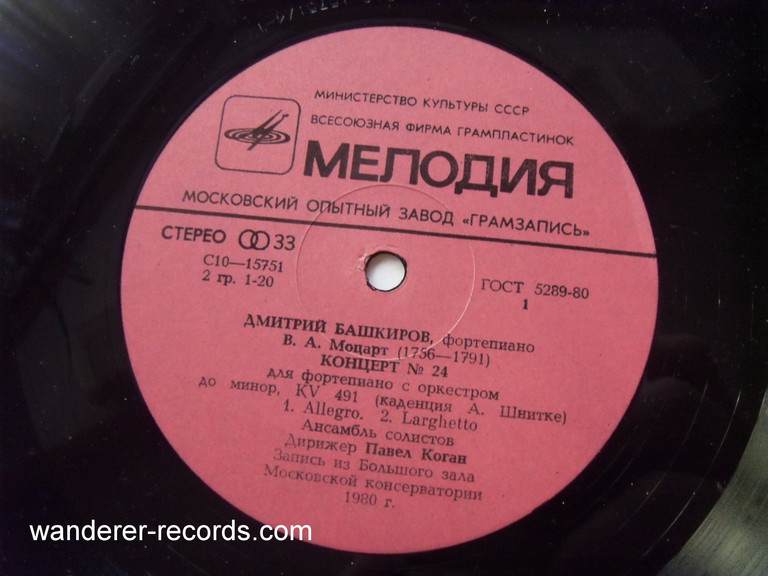 МИНИСТЕРСТВО КУЛЬТУРЫ СССР
ВСЕСОЮЗНАЯ ФИРМА ГРАМПЛАСТИНОК
МЕЛОДИЯ
МОСКОВСКИЙ ОПЫТНЫЙ ЗАВОД «ГРАМЗАПИСЬ»
СТЕРЕО 33
С10—15751
2 гр. 1-20
ГОСТ 5289-80
1
ДМИТРИЙ БАШКИРОВ, фортепиано
В. А. Моцарт (1756—1791)
КОНЦЕРТ № 24
для фортепиано с оркестром
до минор, KV 491 (каденция А. Шнитке)
1. Allegro. 2. Larghetto
Ансамбль солистов
Дирижер Павел Коган
Запись из Большого зала
Московской консерватории
1980 г.
wanderer-records.com